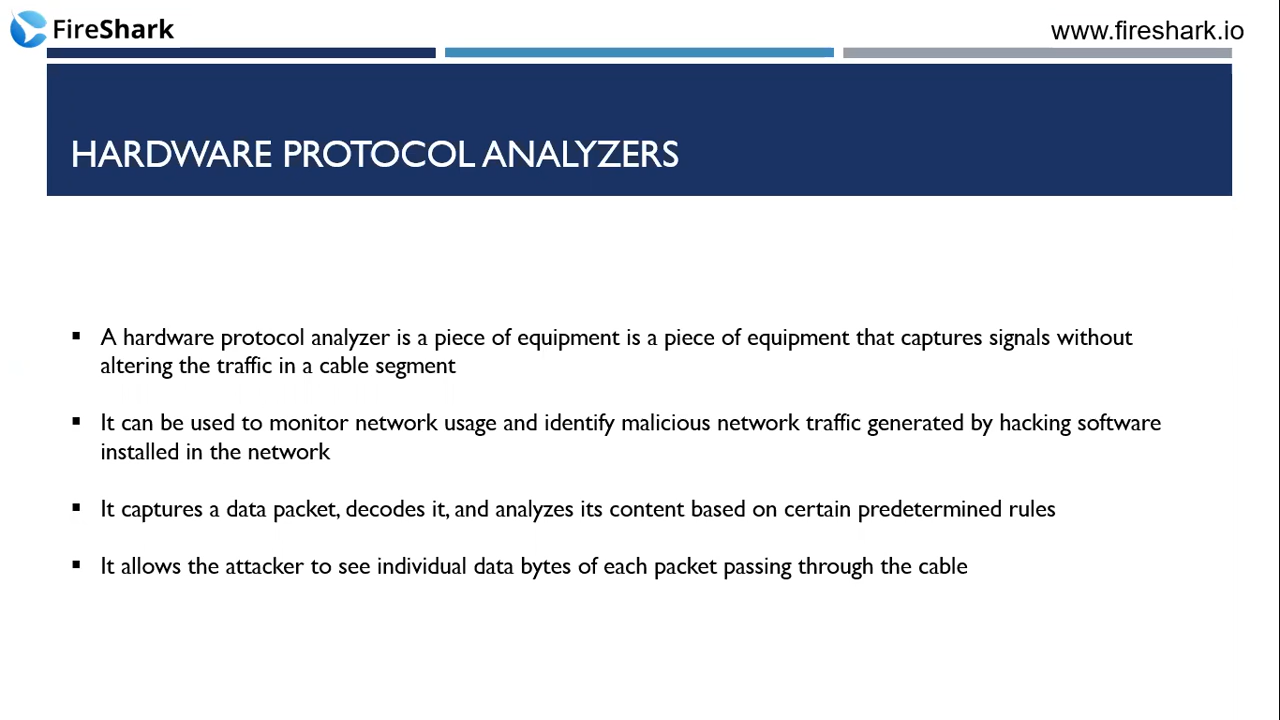 FireShark
www.fireshark.io
HARDWARE PROTOCOL ANALYZERS
▪ A hardware protocol analyzer is a piece of equipment is a piece of equipment that captures signals without
altering the traffic in a cable segment
▪ It can be used to monitor network usage and identify malicious network traffic generated by hacking software
installed in the network
▪ It captures a data packet, decodes it, and analyzes its content based on certain predetermined rules
▪ It allows the attacker to see individual data bytes of each packet passing through the cable